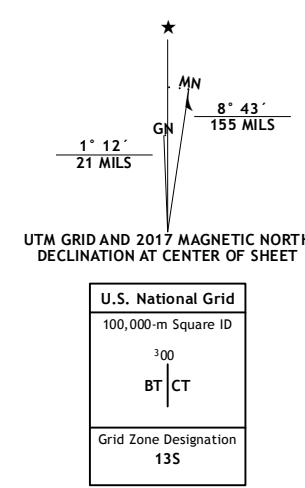 ★
MN
GN
8° 43´
155 MILS
1° 12´
21 MILS
UTM GRID AND 2017 MAGNETIC NORTH
DECLINATION AT CENTER OF SHEET
U.S. National Grid
100,000-m Square ID
³00
BT CT
Grid Zone Designation
13S